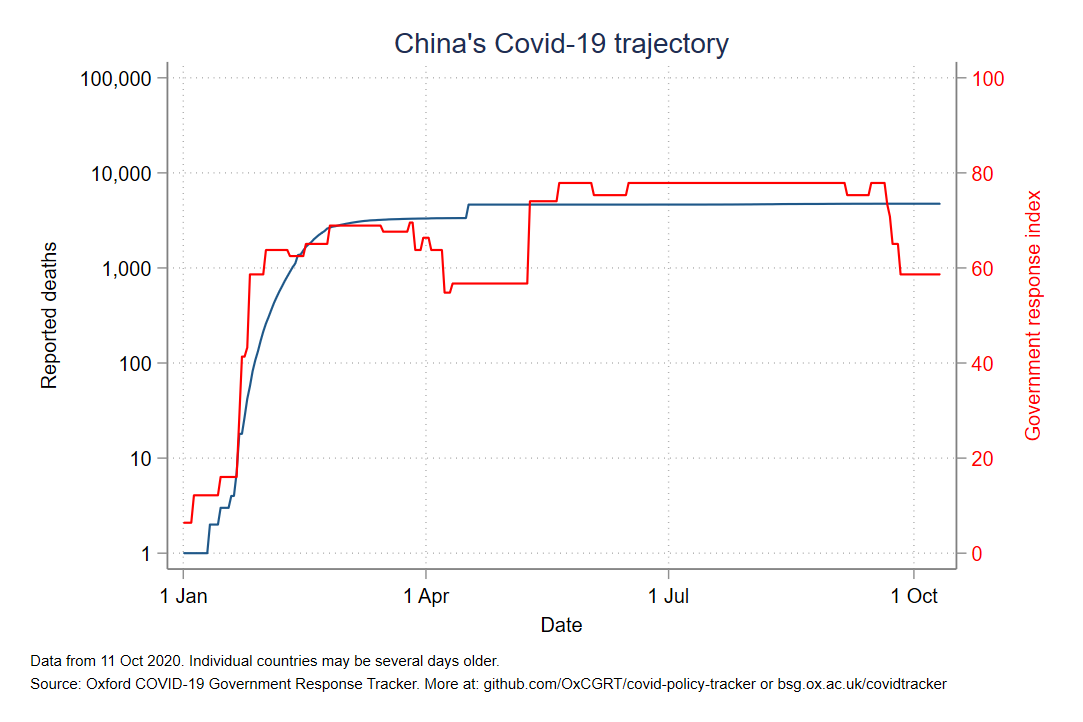 China's Covid-19 trajectory
100,000
10,000
1,000
100
10
1
Reported deaths
100
80
60
40
20
0
Government response index
1 Jan
1 Apr
1 Jul
1 Oct
Date
Data from 11 Oct 2020. Individual countries may be several days older.
Source: Oxford COVID-19 Government Response Tracker. More at: github.com/OxCGRT/covid-policy-tracker or bsg.ox.ac.uk/covidtracker